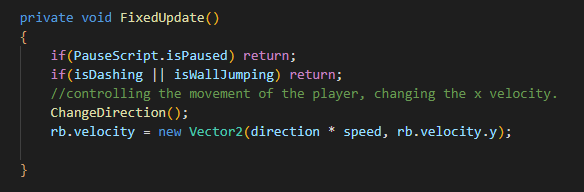 private void FixedUpdate()
{
    if(PauseScript.isPaused) return;
    if(isDashing || isWallJumping) return;
    //controlling the movement of the player, changing the x velocity.
    ChangeDirection();
    rb.velocity = new Vector2(direction * speed, rb.velocity.y);
}